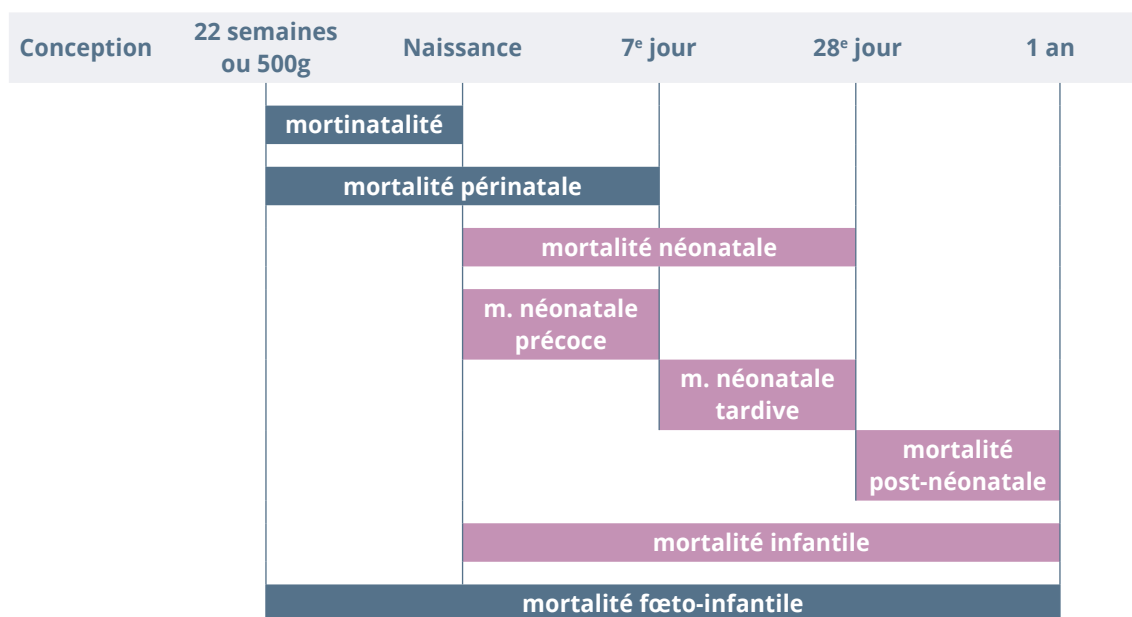 Conception
22 semaines
ou 500g
Naissance
7e jour
28e jour
1 an
mortinatalité
mortalité périnatale
mortalité néonatale
m. néonatale
précoce
m. néonatale
tardive
mortalité
post-néonatale
mortalité infantile
mortalité fœto-infantile